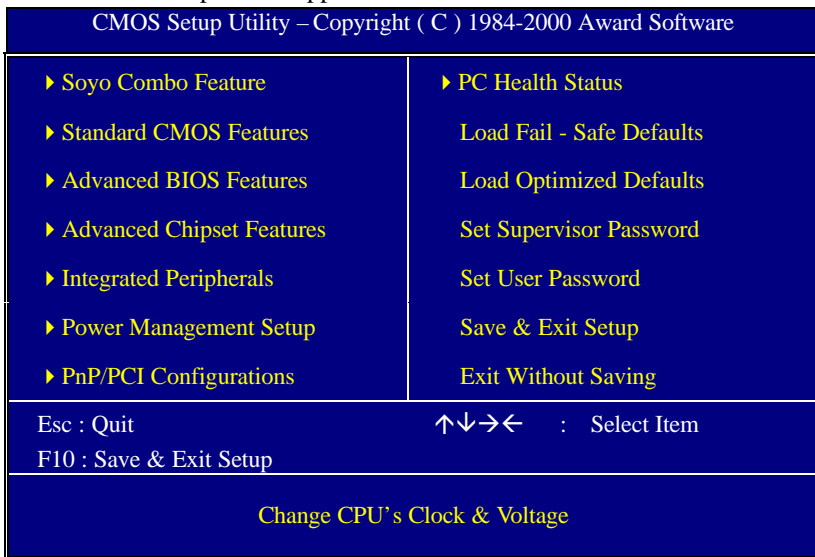 CMOS Setup Utility – Copyright ( C ) 1984-2000 Award Software
Soyo Combo Feature
Standard CMOS Features
Advanced BIOS Features
Advanced Chipset Features
Integrated Peripherals
Power Management Setup
PnP/PCI Configurations
PC Health Status
Load Fail - Safe Defaults
Load Optimized Defaults
Set Supervisor Password
Set User Password
Save & Exit Setup
Exit Without Saving
Esc : Quit
↑↓→← : Select Item
F10 : Save & Exit Setup
Change CPU's Clock & Voltage